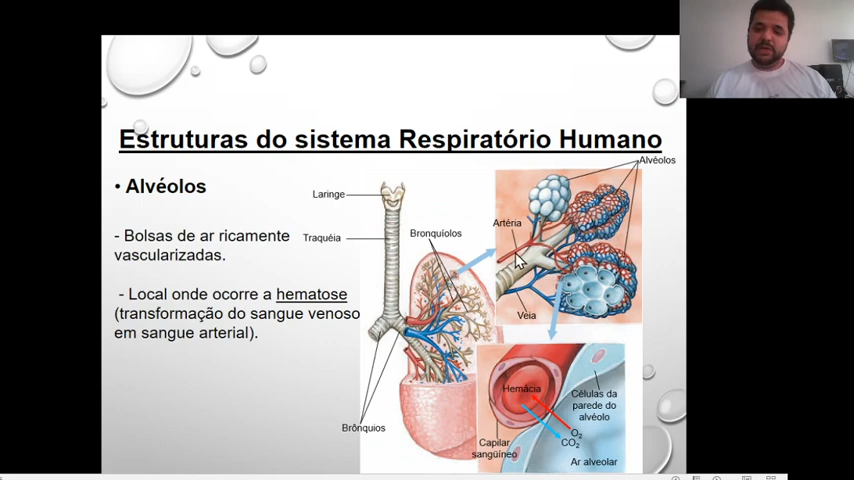 Estruturas do sistema Respiratório Humano
• Alvéolos
- Bolsas de ar ricamente
vascularizadas.
- Local onde ocorre a hematose
(transformação do sangue venoso
em sangue arterial).
Laringe
Traquéia
Bronquíolos
Brônquios
Alvéolos
Artéria
Veia
Hemácia
Células da
parede do
alvéolo
O2
CO2
Capilar
sangüíneo
Ar alveolar